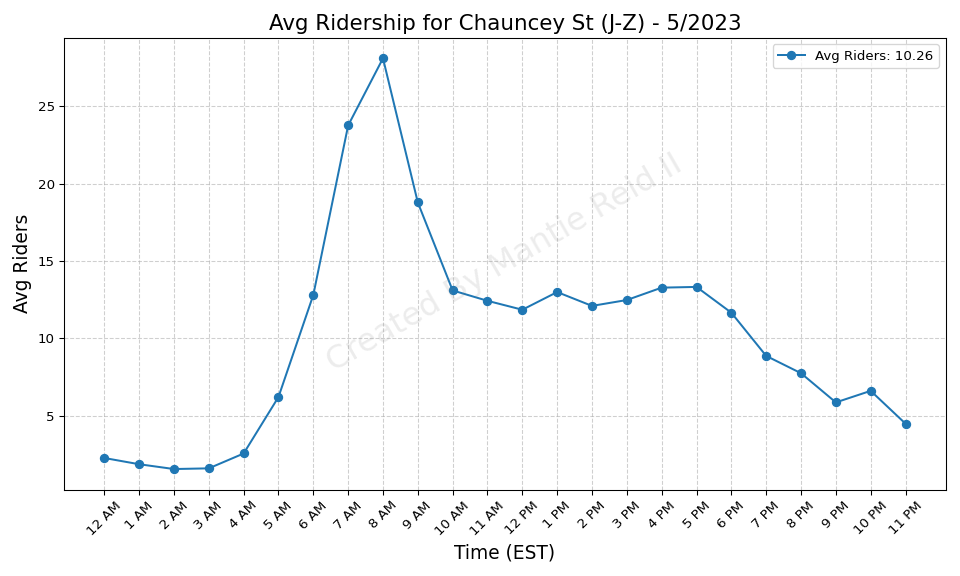 Avg Ridership for Chauncey St (J-Z) - 5/2023
Avg Riders: 10.26
Avg Riders
25
20
15
10
5
Created By Mantie Reid II
12 AM
1 AM
2 AM
3 AM
4 AM
5 AM
6 AM
7 AM
8 AM
9 AM
10 AM
11 AM
12 PM
1 PM
2 PM
3 PM
4 PM
5 PM
6 PM
7 PM
8 PM
9 PM
10 PM
11 PM
Time (EST)